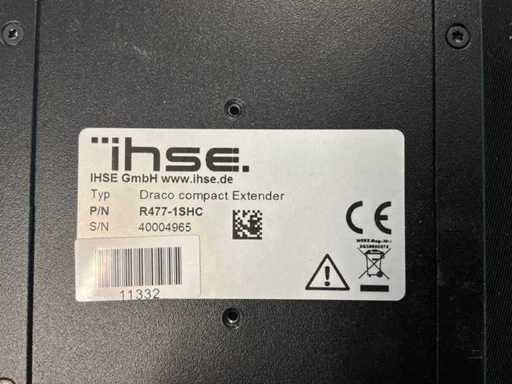 ihse.
IHSE GmbH www.ihse.de
Typ Draco compact Extender
P/N R477-1SHC
S/N 40004965
CE
11332